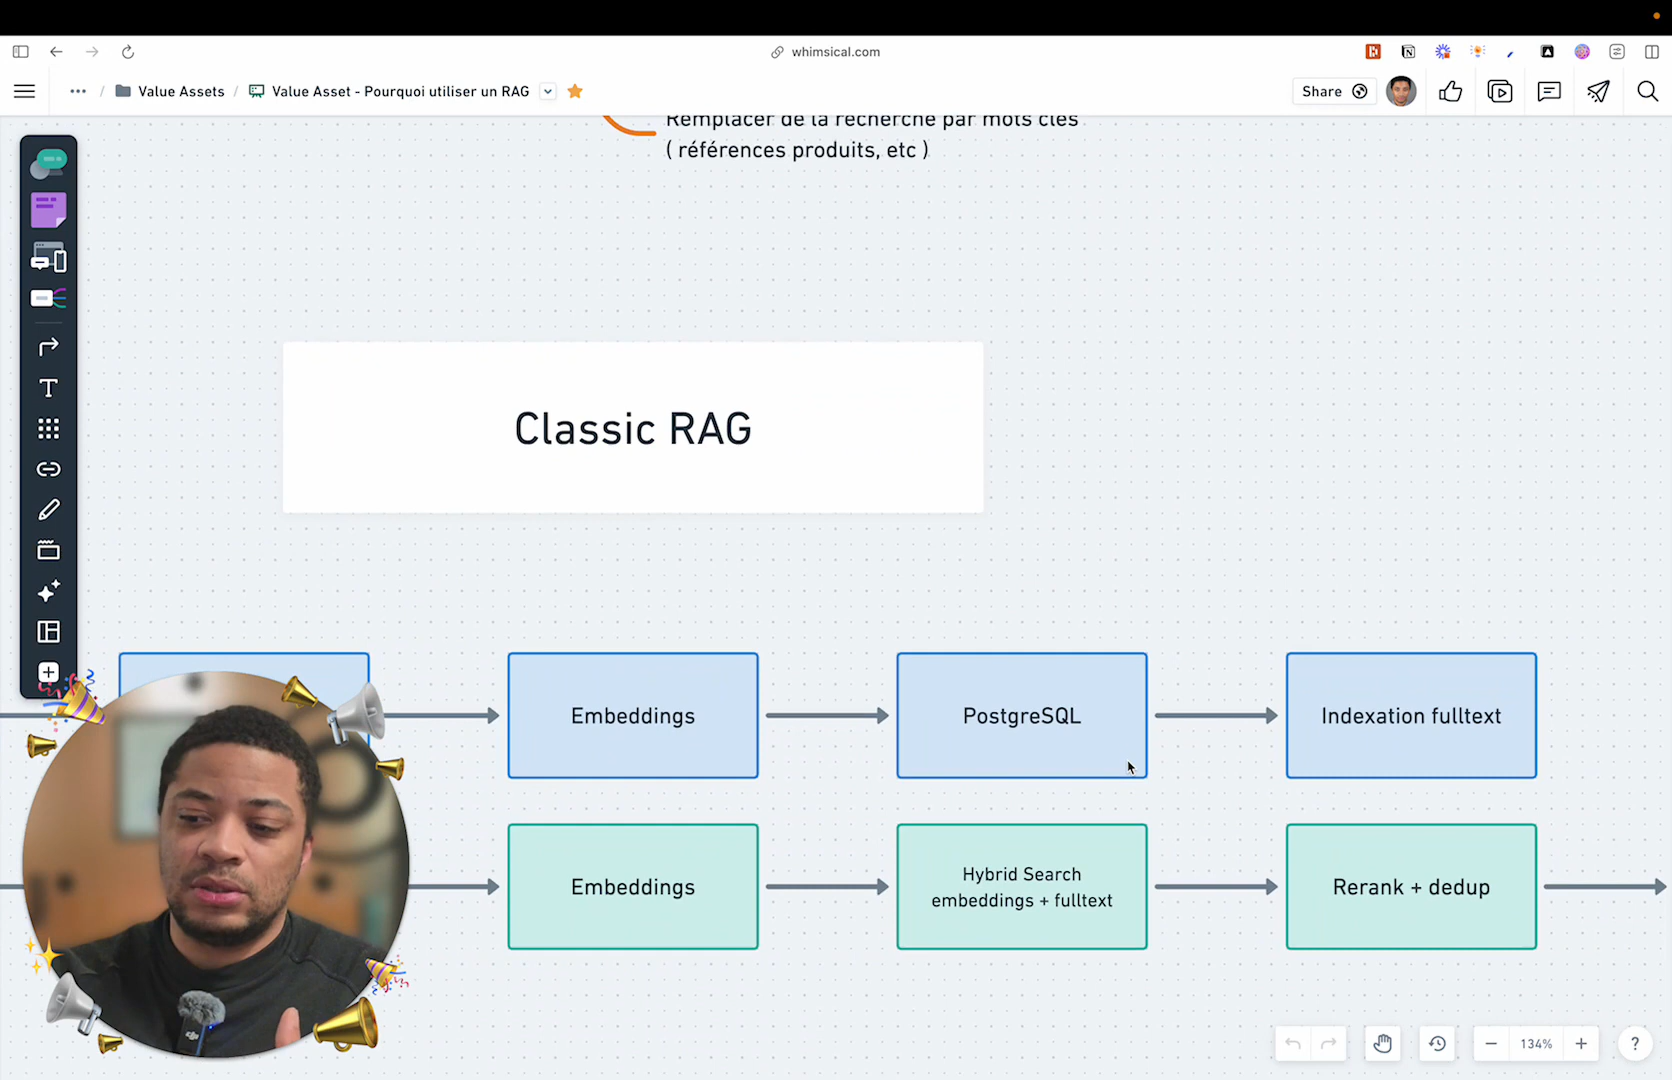 whimsical.com
Value Assets / Value Asset - Pourquoi utiliser un RAG
Share
Remplacer de la recherche par mots clés
( références produits, etc )
Classic RAG
Embeddings
PostgreSQL
Indexation fulltext
Embeddings
Hybrid Search
embeddings + fulltext
Rerank + dedup
134%